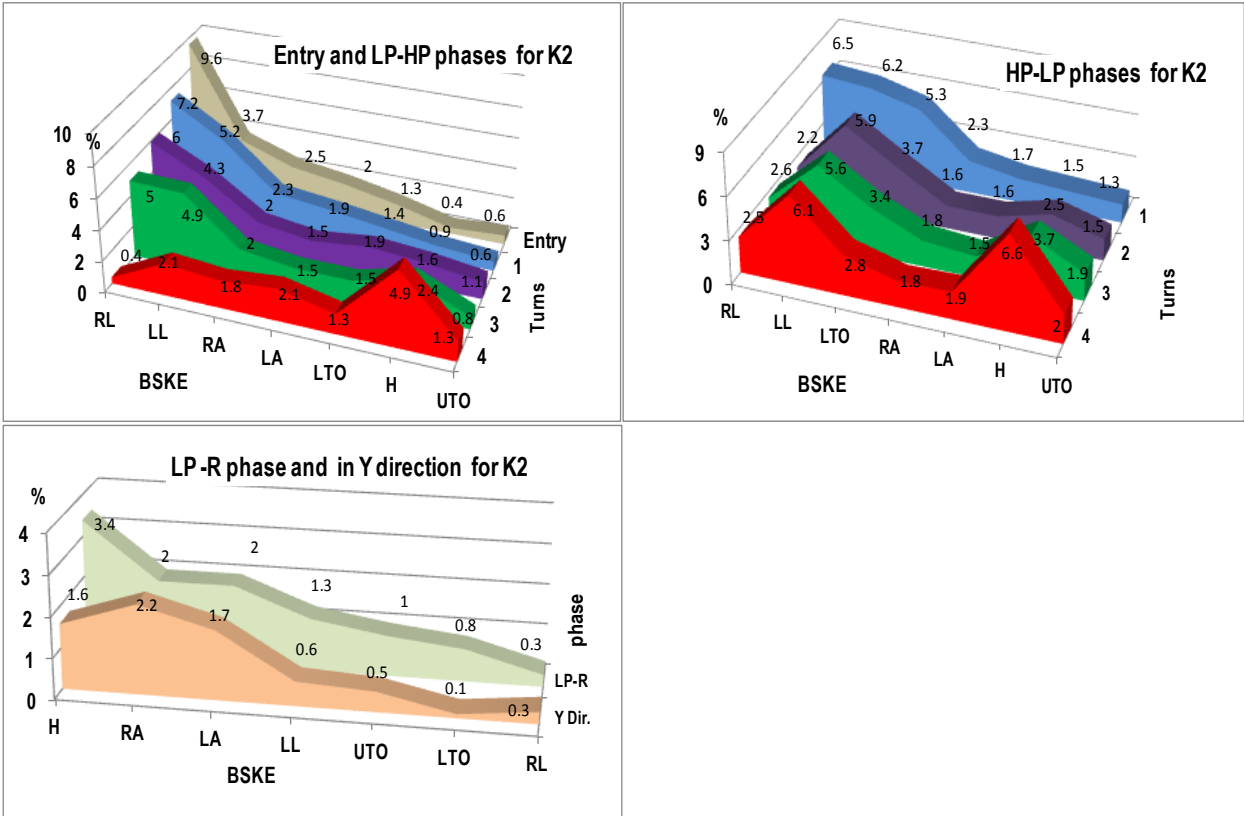 Entry and LP-HP phases for K2
%
10
8
6
4
2
0
9.6 3.7 2.5 2 1.3 0.4 0.6
7.2 5.2 2.3 1.9 1.4 0.9 0.6
6 4.3 2 1.5 1.9 1.6 1.1
5 4.9 2 1.5 1.5 2.4 0.8
0.4 2.1 1.8 2.1 1.3 4.9 1.3
RL LL RA LA LTO H UTO
BSKE
Entry
1
2
3
4
Turns
HP-LP phases for K2
%
9
6
3
0
6.5 6.2 5.3 2.3 1.7 1.5 1.3
2.2 5.9 3.7 1.6 1.6 2.5 1.5
2.6 5.6 3.4 1.8 1.5 3.7 1.9
2.5 6.1 2.8 1.8 1.9 6.6 2
RL LL LTO RA LA H UTO
BSKE
1
2
3
4
Turns
LP -R phase and in Y direction for K2
%
4
3
2
1
0
3.4 2 2 1.3 1 0.8 0.3
1.6 2.2 1.7 0.6 0.5 0.1 0.3
H RA LA LL UTO LTO RL
BSKE
LP-R
Y Dir.
phase